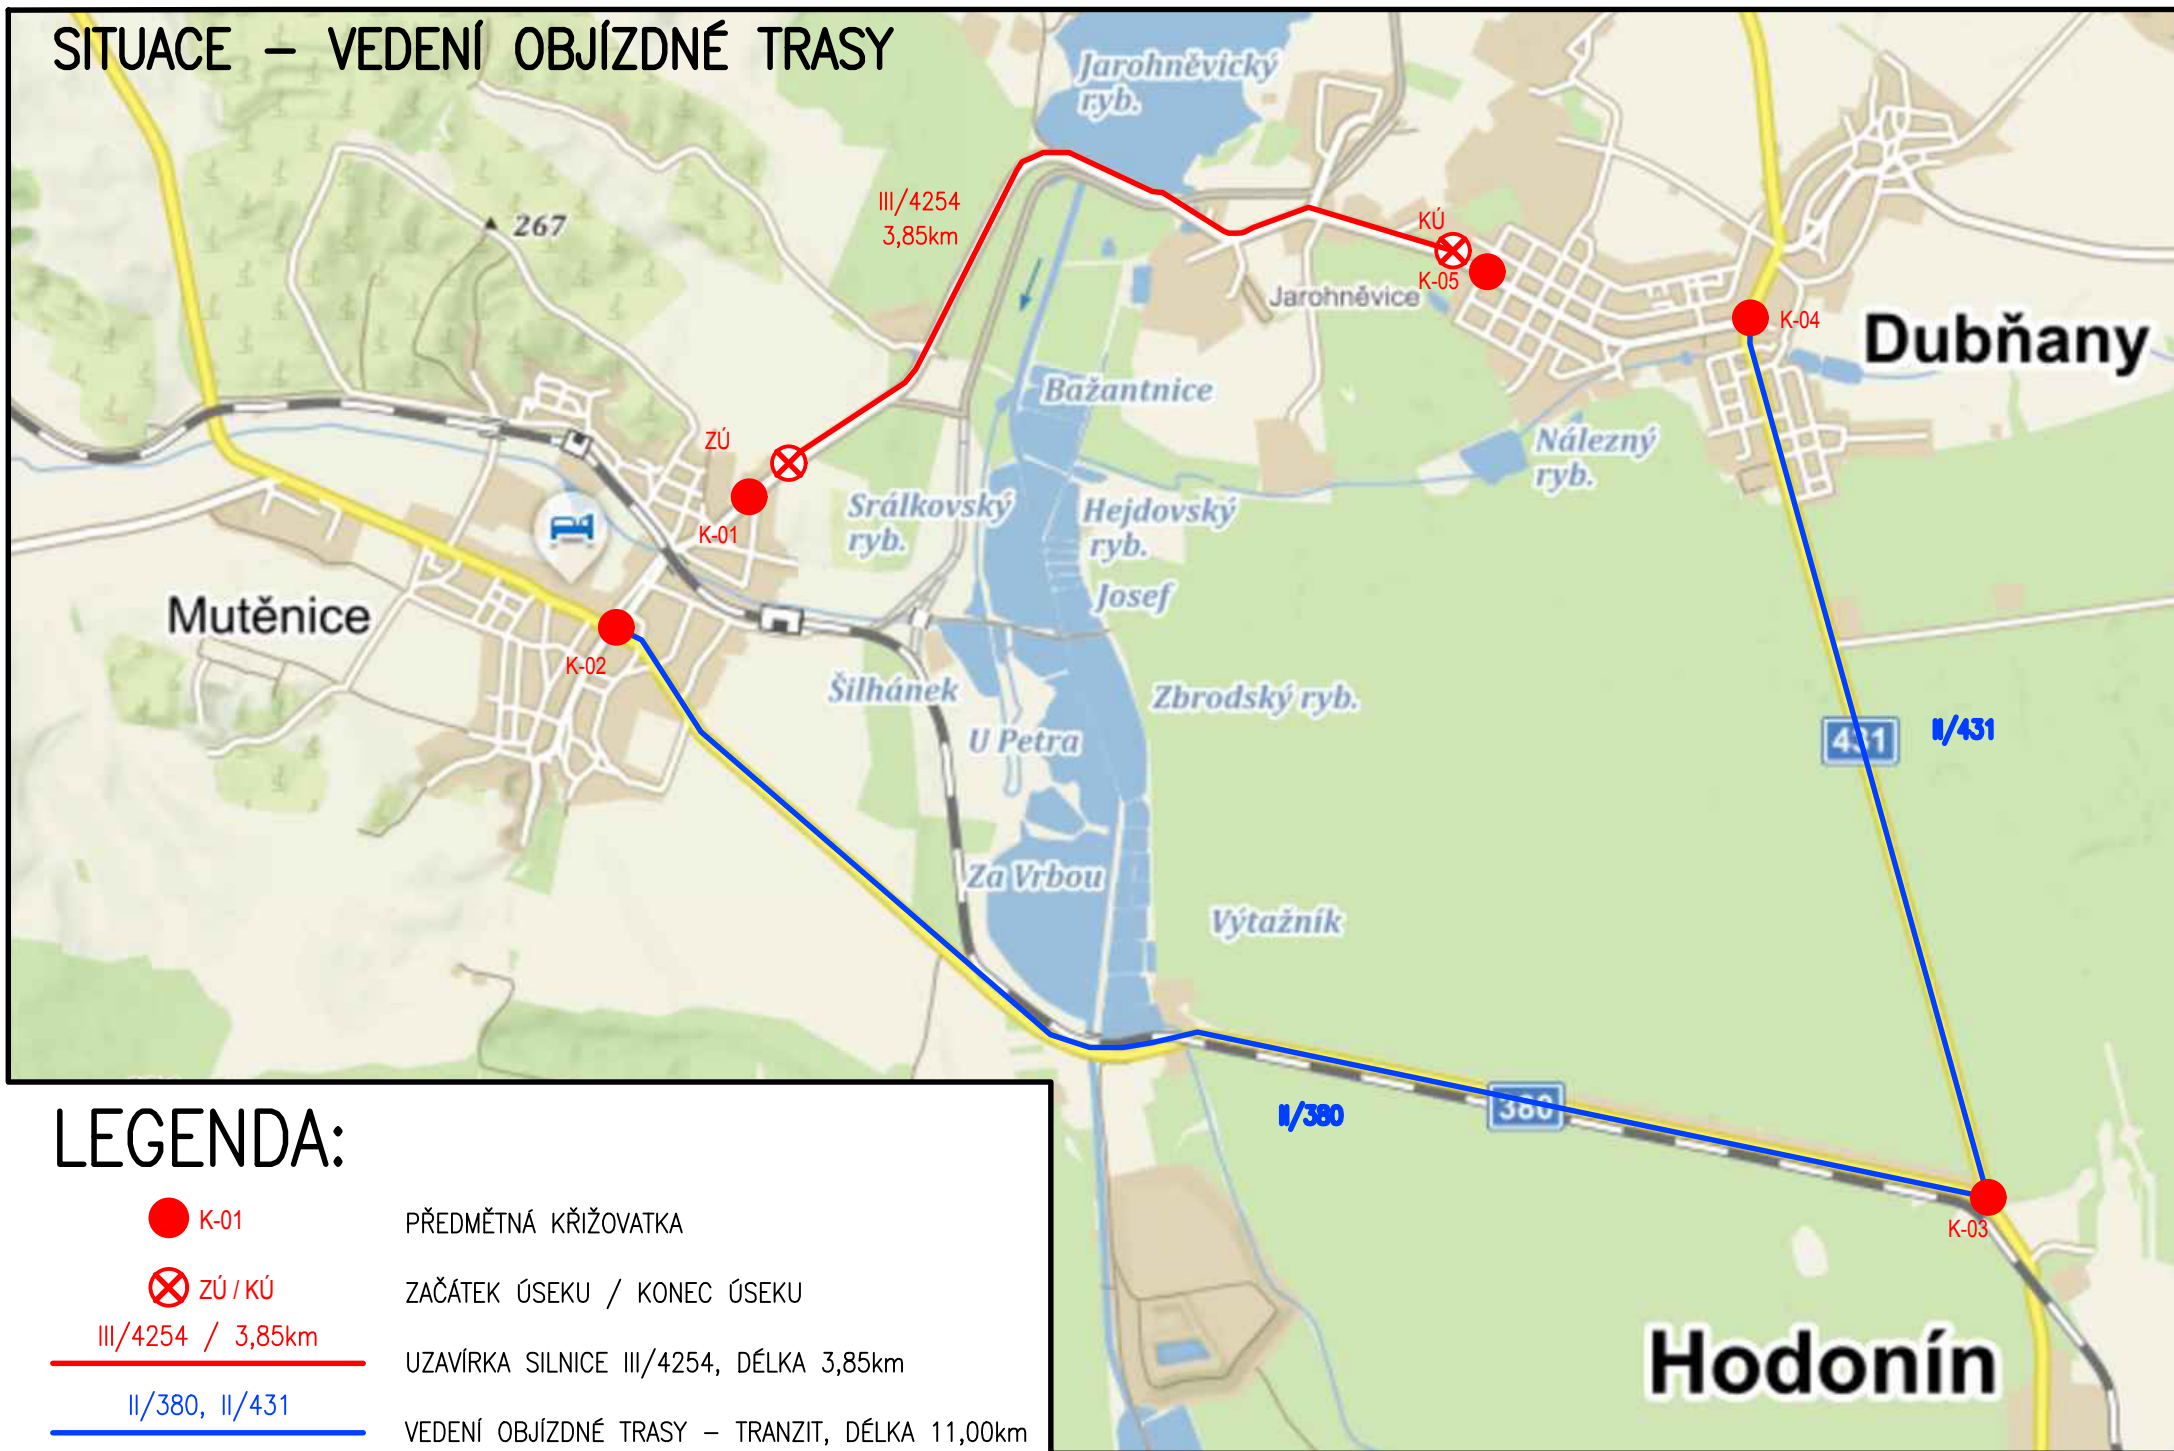 SITUACE – VEDENÍ OBJÍZDNÉ TRASY
Jarohněvický
ryb.
267
III/4254
3,85km
KÚ
K-05
Jarohněvice
K-04
Dubňany
Bažantnice
ZÚ
K-01
Nálezný
ryb.
Srálkovský
ryb.
Hejdovský
ryb.
Josef
Mutěnice
K-02
Šilhánek
Zbrodský ryb.
U Petra
431
II/431
Za Vrbou
Výtažník
380
II/380
K-03
Hodonín
LEGENDA:
K-01 PŘEDMĚTNÁ KŘIŽOVATKA
ZÚ / KÚ ZAČÁTEK ÚSEKU / KONEC ÚSEKU
III/4254 / 3,85km
UZAVÍRKA SILNICE III/4254, DÉLKA 3,85km
II/380, II/431
VEDENÍ OBJÍZDNÉ TRASY – TRANZIT, DÉLKA 11,00km